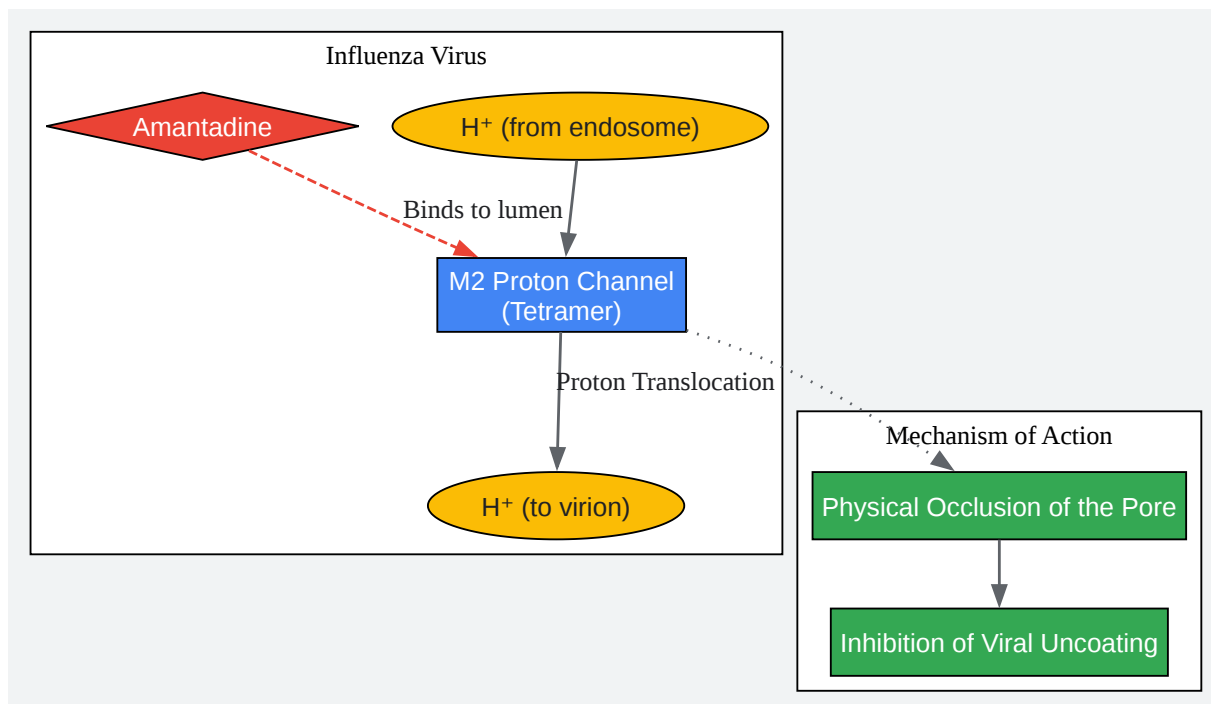 Influenza Virus
Amantadine
H⁺ (from endosome)
Binds to lumen
M2 Proton Channel
(Tetramer)
Proton Translocation
H⁺ (to virion)
Mechanism of Action
Physical Occlusion of the Pore
Inhibition of Viral Uncoating